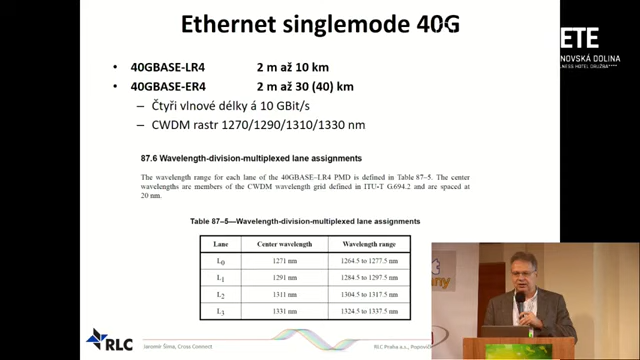 Ethernet singlemode 40G
ETE
NOVSKÁ DOLINA
LNESS HOTEL DRUŽBA
• 40GBASE-LR4 2 m až 10 km
• 40GBASE-ER4 2 m až 30 (40) km
– Čtyři vlnové délky á 10 GBit/s
– CWDM rastr 1270/1290/1310/1330 nm
87.6 Wavelength-division-multiplexed lane assignments
The wavelength range for each lane of the 40GBASE–LR4 PMD is defined in Table 87–5. The center
wavelengths are members of the CWDM wavelength grid defined in ITU-T G.694.2 and are spaced at
20 nm.
Table 87–5—Wavelength-division-multiplexed lane assignments
Lane Center wavelength Wavelength range
L0 1271 nm 1264.5 to 1277.5 nm
L1 1291 nm 1284.5 to 1297.5 nm
L2 1311 nm 1304.5 to 1317.5 nm
L3 1331 nm 1324.5 to 1337.5 nm
RLC
Jaromír Šíma, Cross Connect
RLC Praha a.s., Popovičk